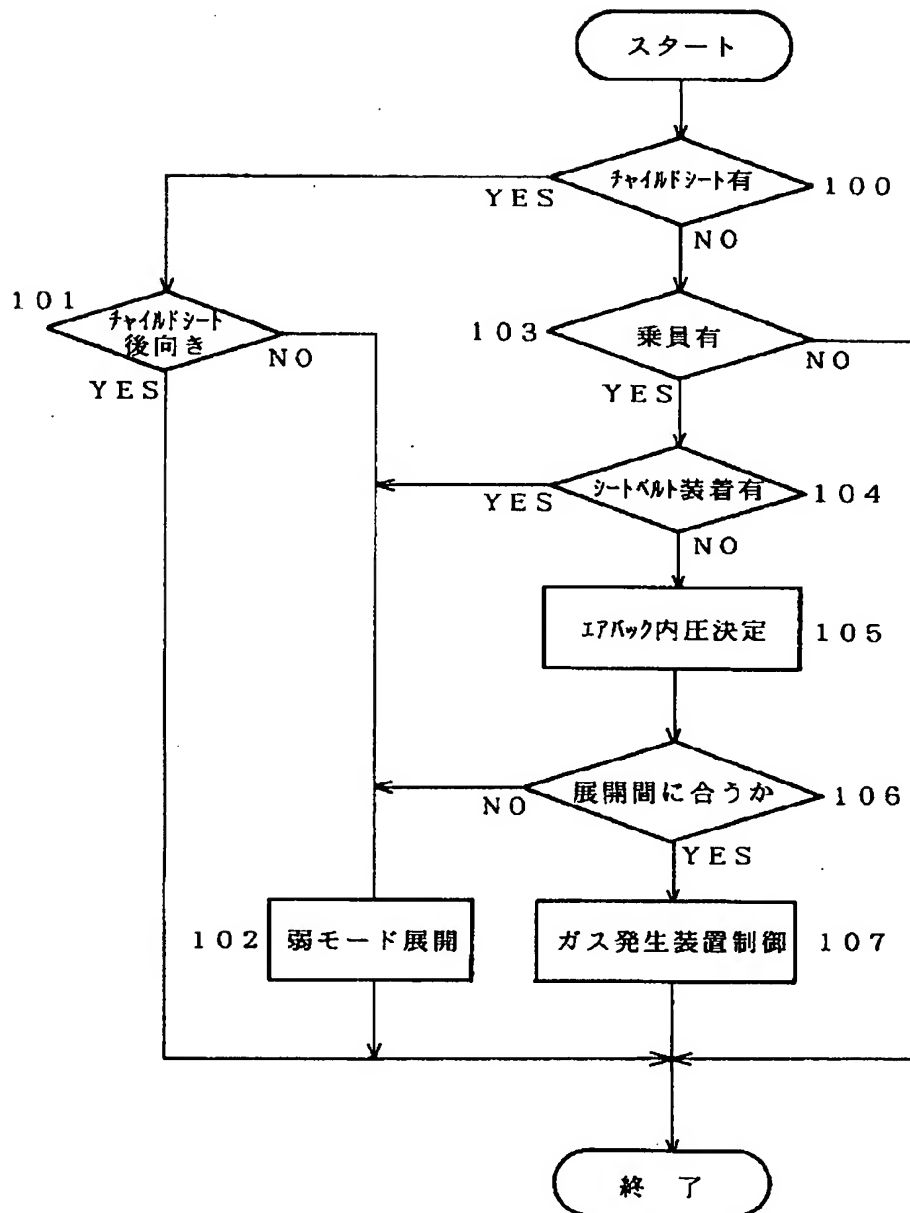 スタート
チャイルドシート有
100
YES
NO
101
チャイルドシート
後向き
NO
YES
103
乗員有
NO
YES
シートベルト装着有
104
YES
NO
エアバック内圧決定
105
展開間に合うか
106
NO
YES
102
弱モード展開
ガス発生装置制御
107
終了